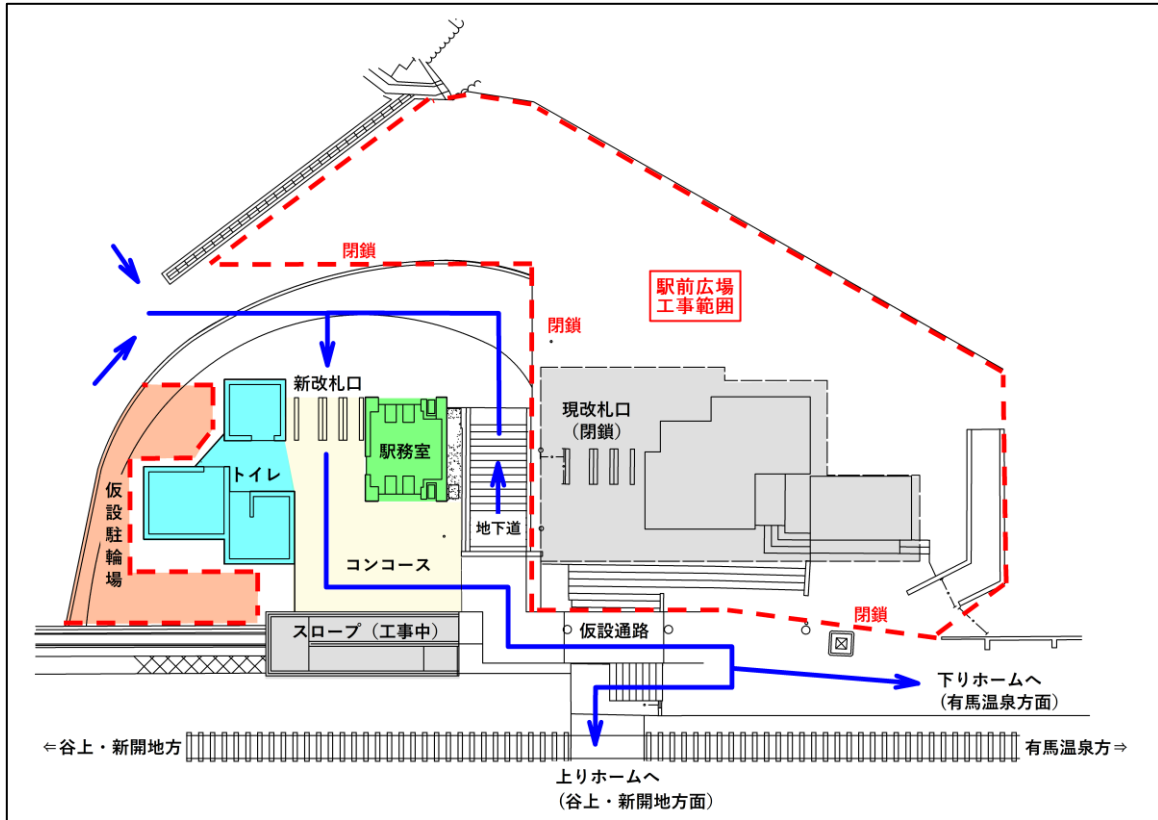 閉鎖
駅前広場
工事範囲
閉鎖
新改札口
現改札口
(閉鎖)
駅務室
トイレ
仮設駐輪場
地下道
コンコース
閉鎖
スロープ（工事中）
仮設通路
下りホームへ
(有馬温泉方面)
⇐谷上・新開地方
有馬温泉方⇒
上りホームへ
(谷上・新開地方面)